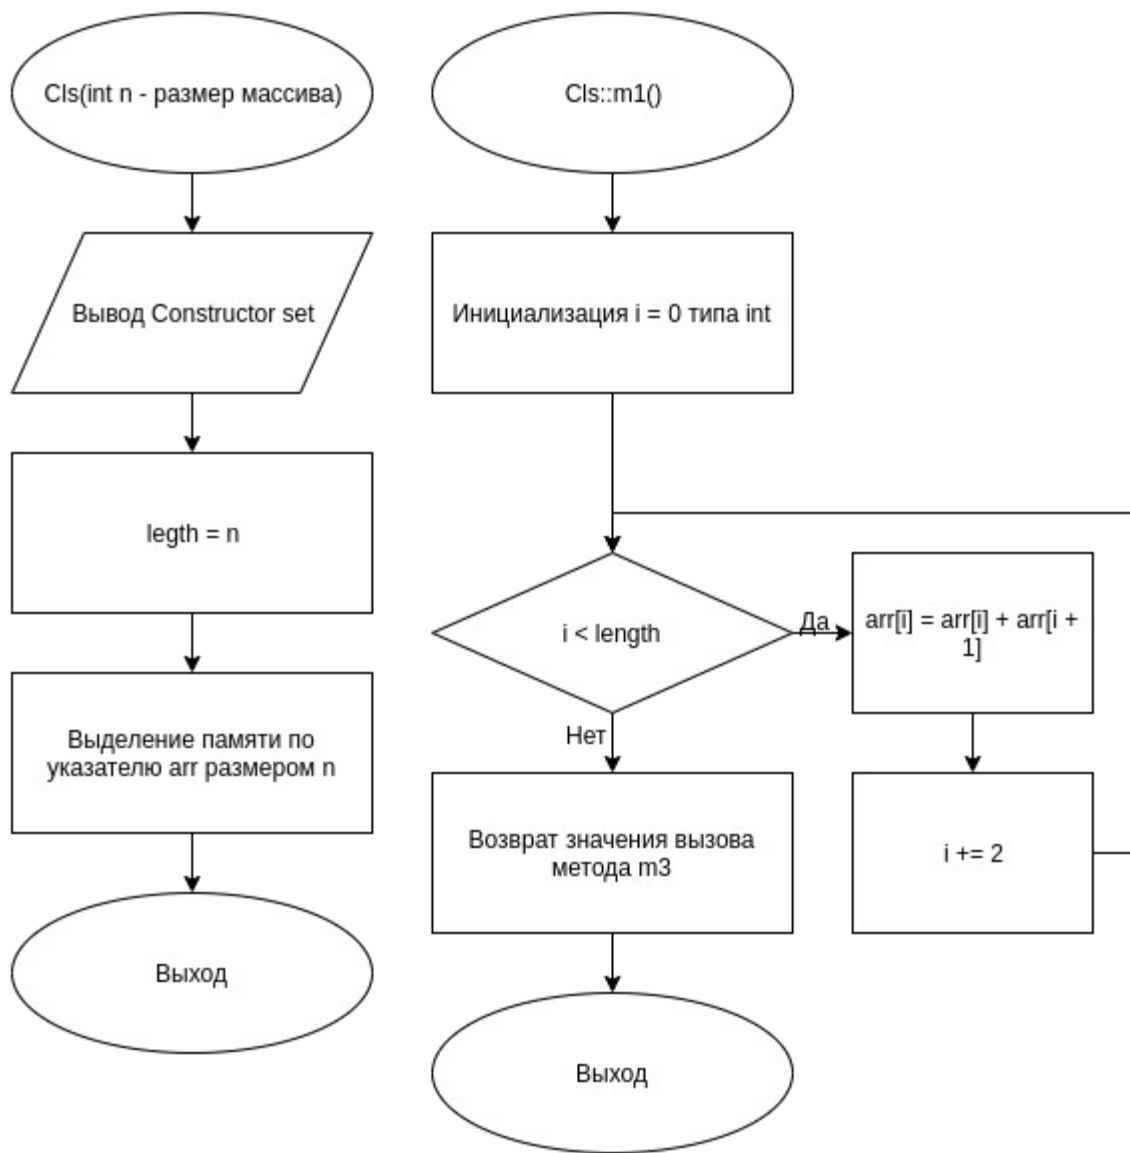 Cls(int n - размер массива)
Вывод Constructor set
legth = n
Выделение памяти по
указателю arr размером n
Выход
Cls::m1()
Инициализация i = 0 типа int
i < length
Да
arr[i] = arr[i] + arr[i +
1]
i += 2
Нет
Возврат значения вызова
метода m3
Выход